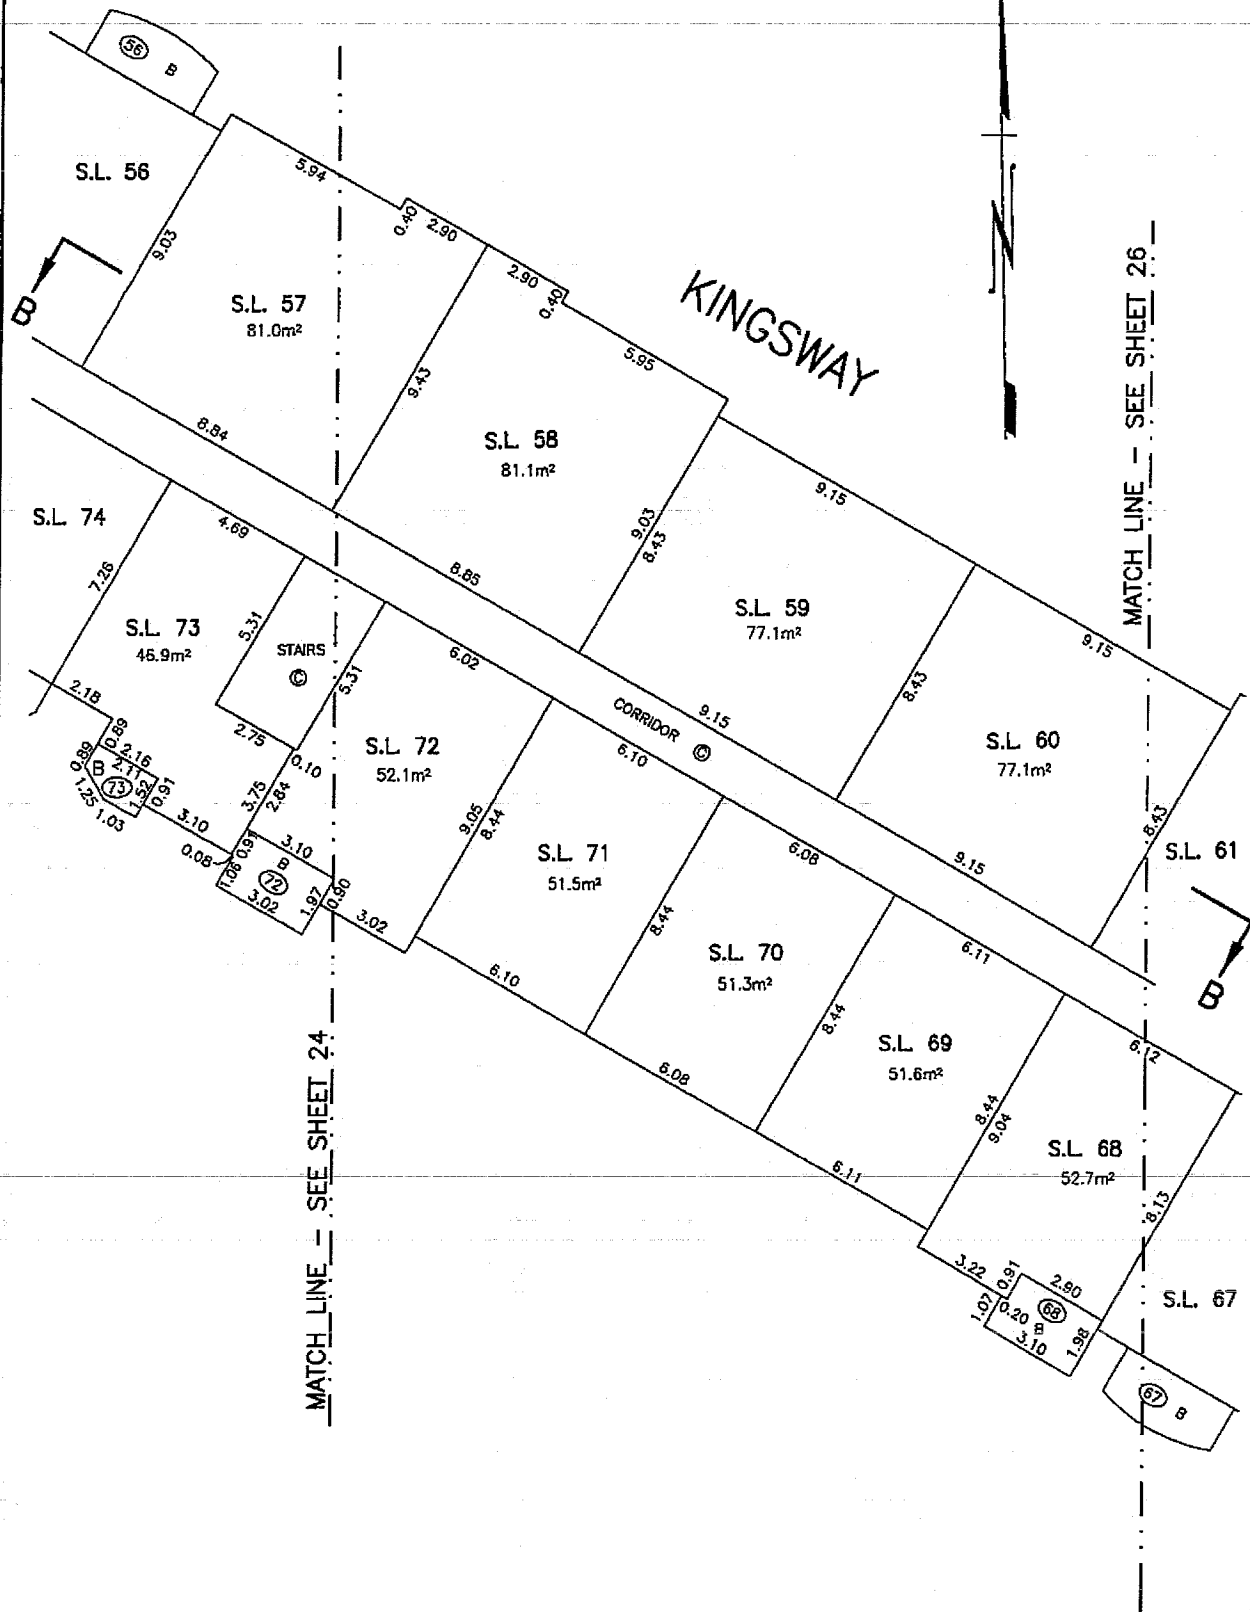 56
B
S.L. 56
5.94
0.40
2.90
9.03
B
S.L. 57
81.0m²
2.90
0.40
KINGSWAY
N
MATCH LINE - SEE SHEET 26
5.95
9.43
8.84
S.L. 58
81.1m²
9.15
S.L. 74
4.69
9.03
8.43
7.26
8.85
S.L. 59
77.1m²
9.15
S.L. 73
46.9m²
5.31
STAIRS
C
5.31
6.02
8.43
2.18
0.89
2.75
0.10
S.L. 72
52.1m²
CORRIDOR C
9.15
6.10
S.L. 60
77.1m²
0.89
2.16
2.11
B
73
1.52
0.91
1.25
1.03
3.10
3.75
2.84
9.05
8.44
8.43
0.08
0.91
3.10
B
72
1.06
3.02
1.97
0.90
3.02
S.L. 71
51.5m²
6.08
9.15
S.L. 61
8.44
S.L. 70
51.3m²
6.11
B
6.10
8.44
S.L. 69
51.6m²
6.12
MATCH LINE - SEE SHEET 24
6.08
8.44
9.04
S.L. 68
52.7m²
6.11
8.13
3.22
0.91
2.90
1.07
0.20
68
B
3.10
1.98
S.L. 67
67
B